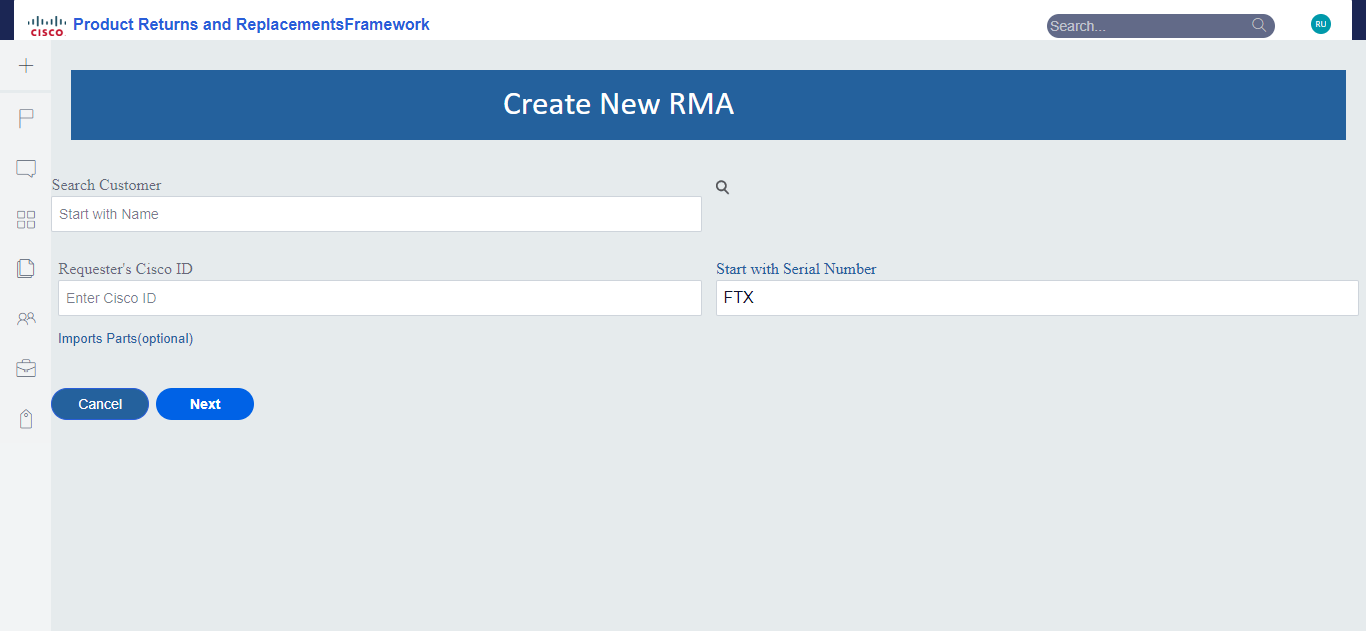 CISCO Product Returns and ReplacementsFramework
Search...
RU
Create New RMA
Search Customer
Start with Name
Requester's Cisco ID
Start with Serial Number
Enter Cisco ID
FTX
Imports Parts(optional)
Cancel
Next